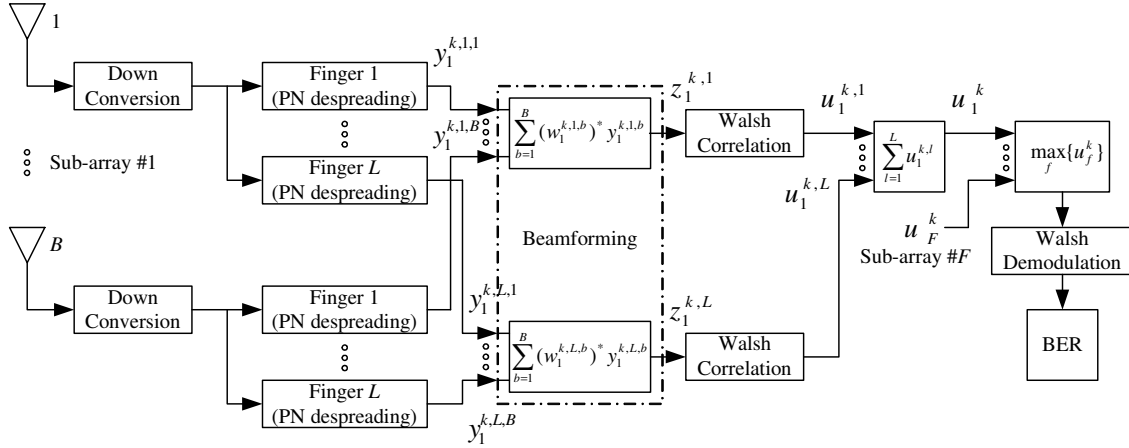 1
Down
Conversion
Finger 1
(PN despreading)
Finger L
(PN despreading)
Sub-array #1
B
Down
Conversion
Finger 1
(PN despreading)
Finger L
(PN despreading)
y_1^{k,1,1}
y_1^{k,1,B}
y_1^{k,L,1}
y_1^{k,L,B}
\sum_{b=1}^{B} (w_1^{k,1,b})^* y_1^{k,1,b}
Beamforming
\sum_{b=1}^{B} (w_1^{k,L,b})^* y_1^{k,L,b}
z_1^{k,1}
Walsh
Correlation
z_1^{k,L}
Walsh
Correlation
u_1^{k,1}
u_1^{k,L}
\sum_{l=1}^{L} u_1^{k,l}
u_1^k
u_F^k
Sub-array #F
\max_f \{u_f^k\}
Walsh
Demodulation
BER